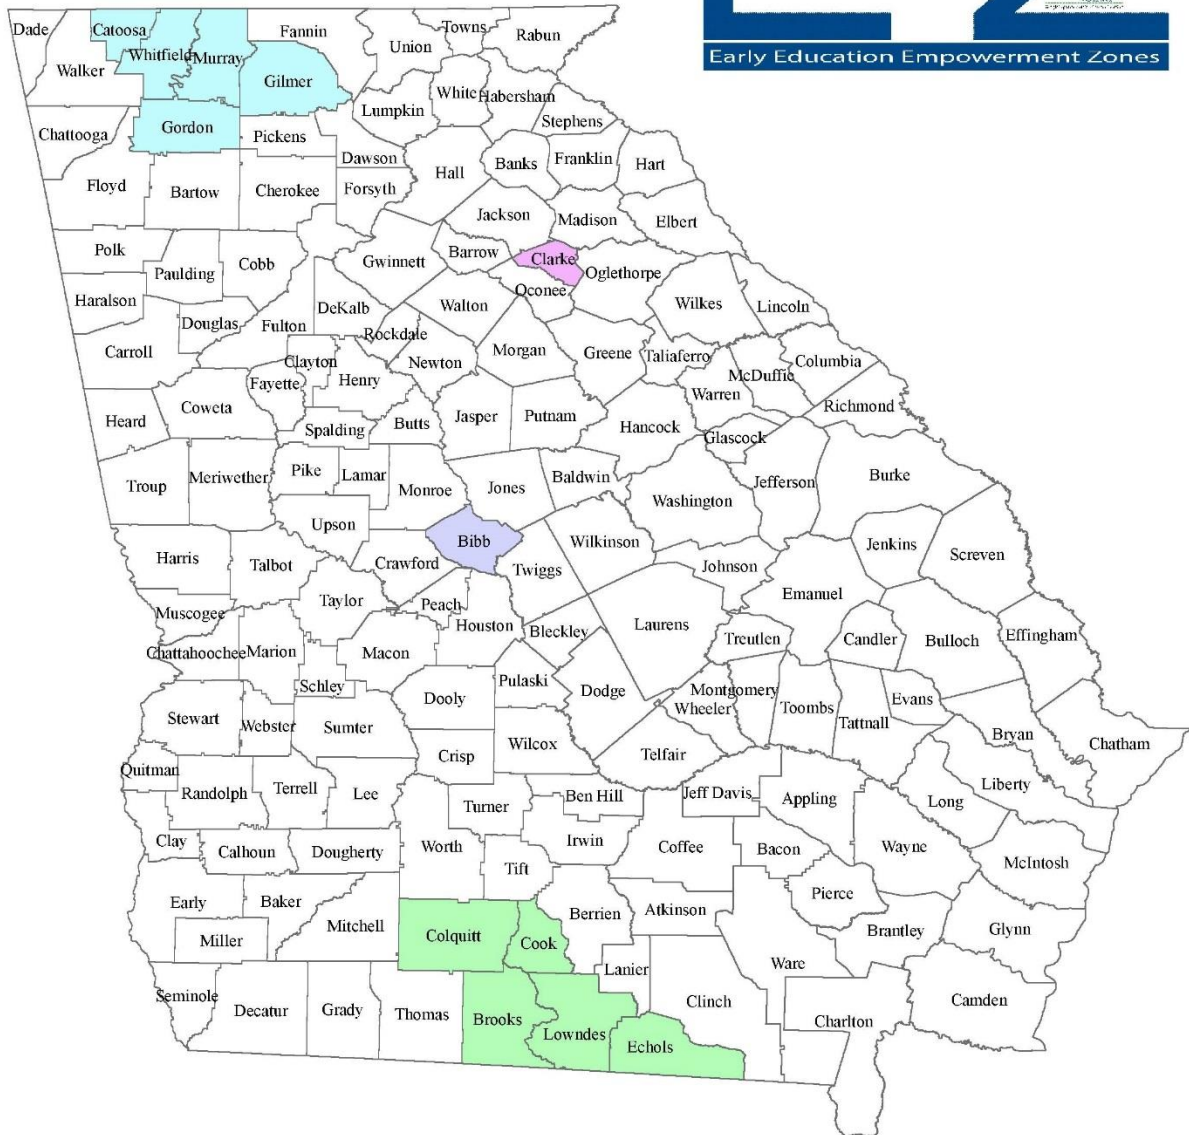 EZ
Early Education Empowerment Zones
Dade
Catoosa
Fannin
Union
Towns
Rabun
Whitfield
Murray
Walker
Gilmer
White
Habersham
Lumpkin
Stephens
Chattooga
Gordon
Pickens
Dawson
Hall
Banks
Franklin
Hart
Floyd
Bartow
Cherokee
Forsyth
Jackson
Madison
Elbert
Polk
Paulding
Cobb
Gwinnett
Barrow
Clarke
Oglethorpe
Oconee
Haralson
Douglas
Fulton
DeKalb
Walton
Wilkes
Lincoln
Rockdale
Carroll
Clayton
Henry
Newton
Morgan
Greene
Taliaferro
McDuffie
Columbia
Fayette
Warren
Richmond
Heard
Coweta
Spalding
Butts
Jasper
Putnam
Hancock
Glascock
Troup
Meriwether
Pike
Lamar
Monroe
Jones
Baldwin
Washington
Jefferson
Burke
Upson
Bibb
Wilkinson
Jenkins
Screven
Harris
Talbot
Crawford
Twiggs
Johnson
Emanuel
Muscogee
Taylor
Peach
Houston
Bleckley
Laurens
Treutlen
Candler
Bulloch
Effingham
Chattahoochee
Marion
Macon
Schley
Dooly
Pulaski
Dodge
Montgomery
Wheeler
Toombs
Tattnall
Evans
Stewart
Webster
Sumter
Crisp
Wilcox
Telfair
Bryan
Chatham
Quitman
Randolph
Terrell
Lee
Turner
Ben Hill
Jeff Davis
Appling
Long
Liberty
Clay
Calhoun
Dougherty
Worth
Tift
Irwin
Coffee
Bacon
Wayne
McIntosh
Early
Baker
Mitchell
Miller
Colquitt
Cook
Berrien
Atkinson
Pierce
Brantley
Glynn
Lanier
Ware
Seminole
Decatur
Grady
Thomas
Brooks
Lowndes
Echols
Clinch
Charlton
Camden